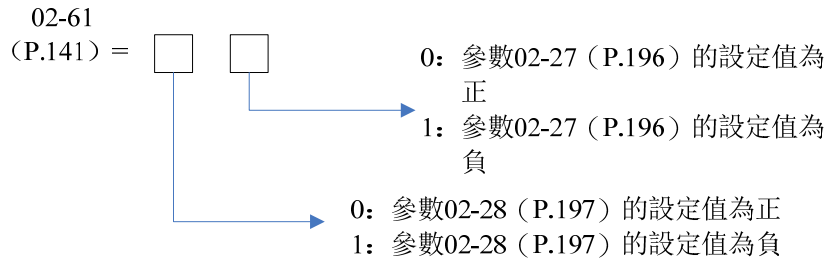 02-61
（P.141）=
0：參數02-27（P.196）的設定值為
正
1：參數02-27（P.196）的設定值為
負
0：參數02-28（P.197）的設定值為正
1：參數02-28（P.197）的設定值為負